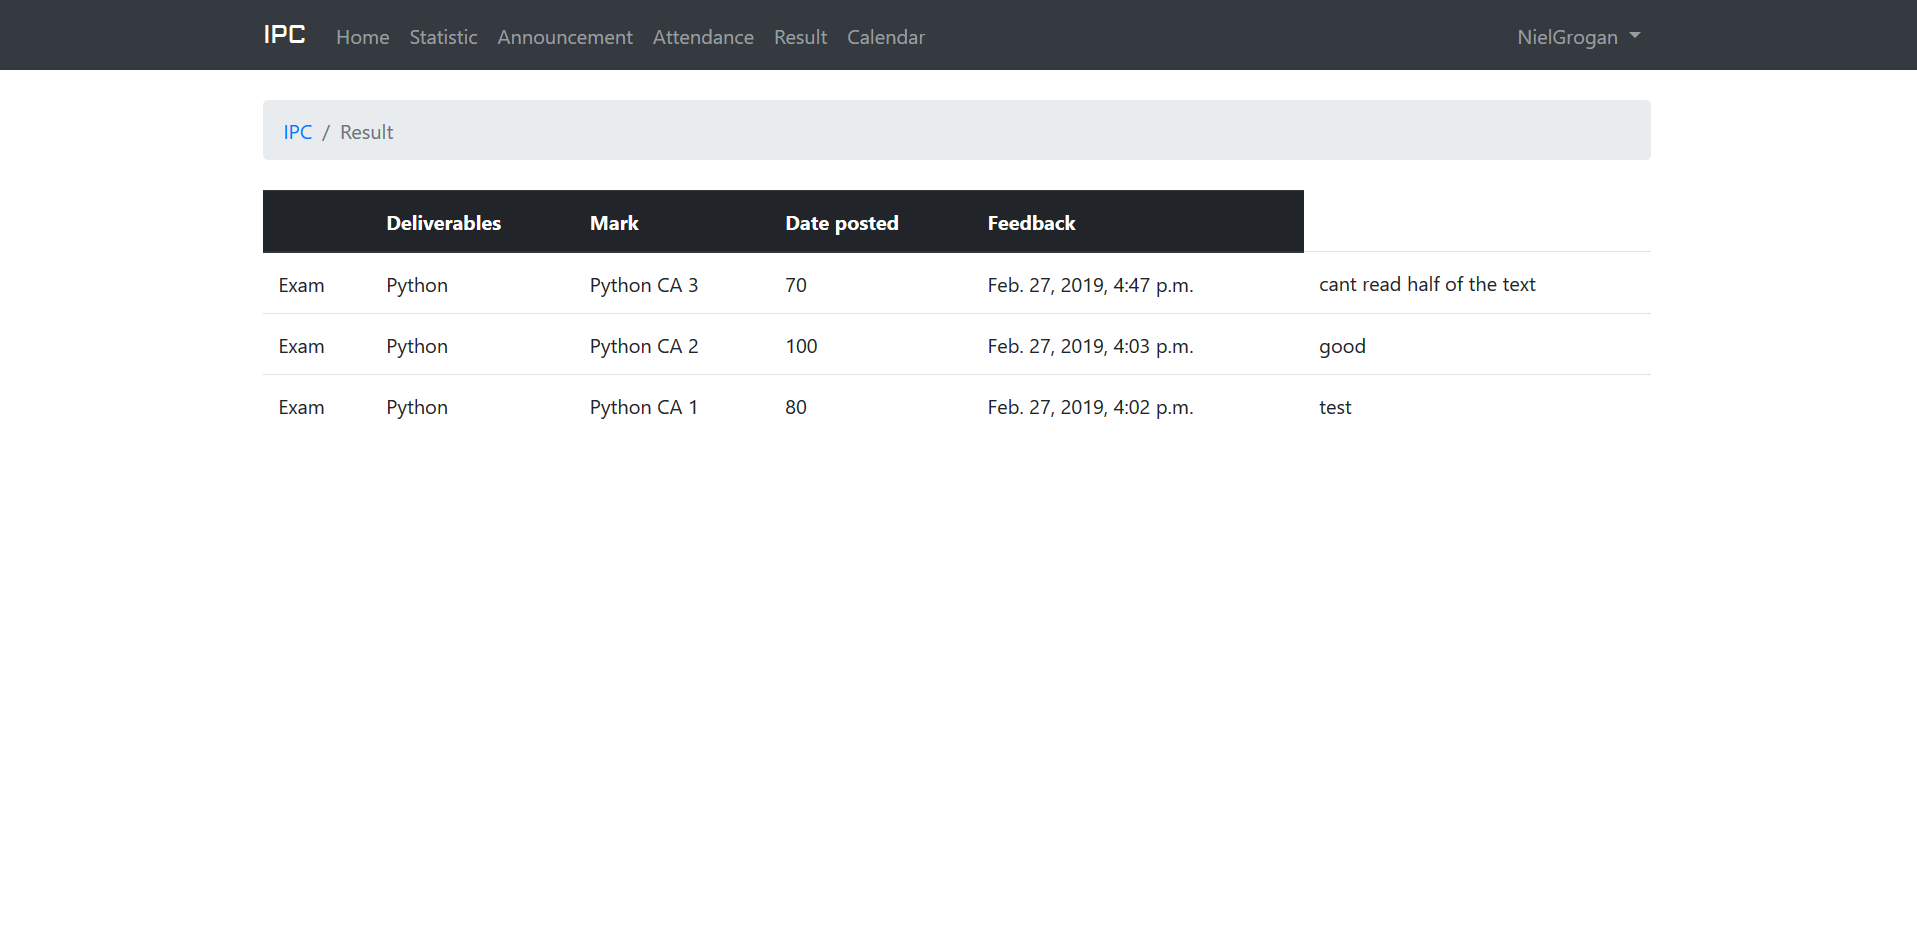 IPC Home Statistic Announcement Attendance Result Calendar NielGrogan
IPC / Result
Deliverables Mark Date posted Feedback
Exam Python Python CA 3 70 Feb. 27, 2019, 4:47 p.m. cant read half of the text
Exam Python Python CA 2 100 Feb. 27, 2019, 4:03 p.m. good
Exam Python Python CA 1 80 Feb. 27, 2019, 4:02 p.m. test